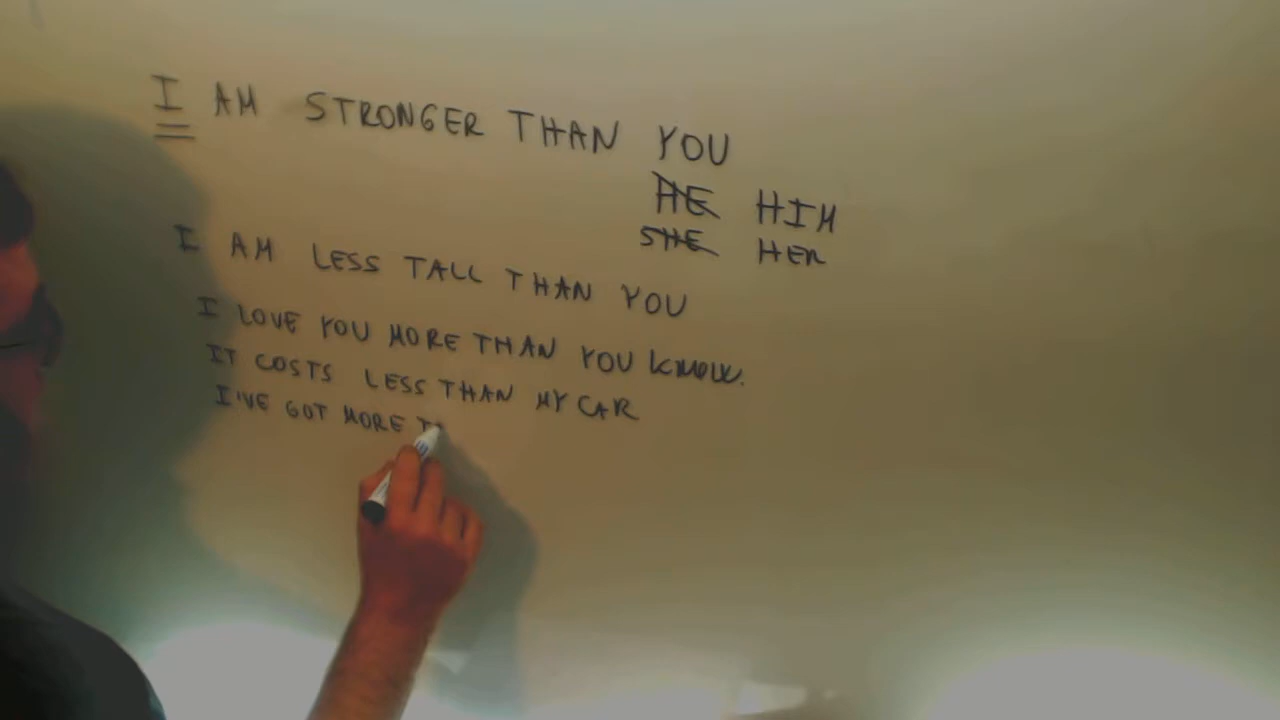 I AM STRONGER THAN YOU
HE HIM
SHE HER
I AM LESS TALL THAN YOU
I LOVE YOU MORE THAN YOU KNOW.
IT COSTS LESS THAN MY CAR
I'VE GOT MORE